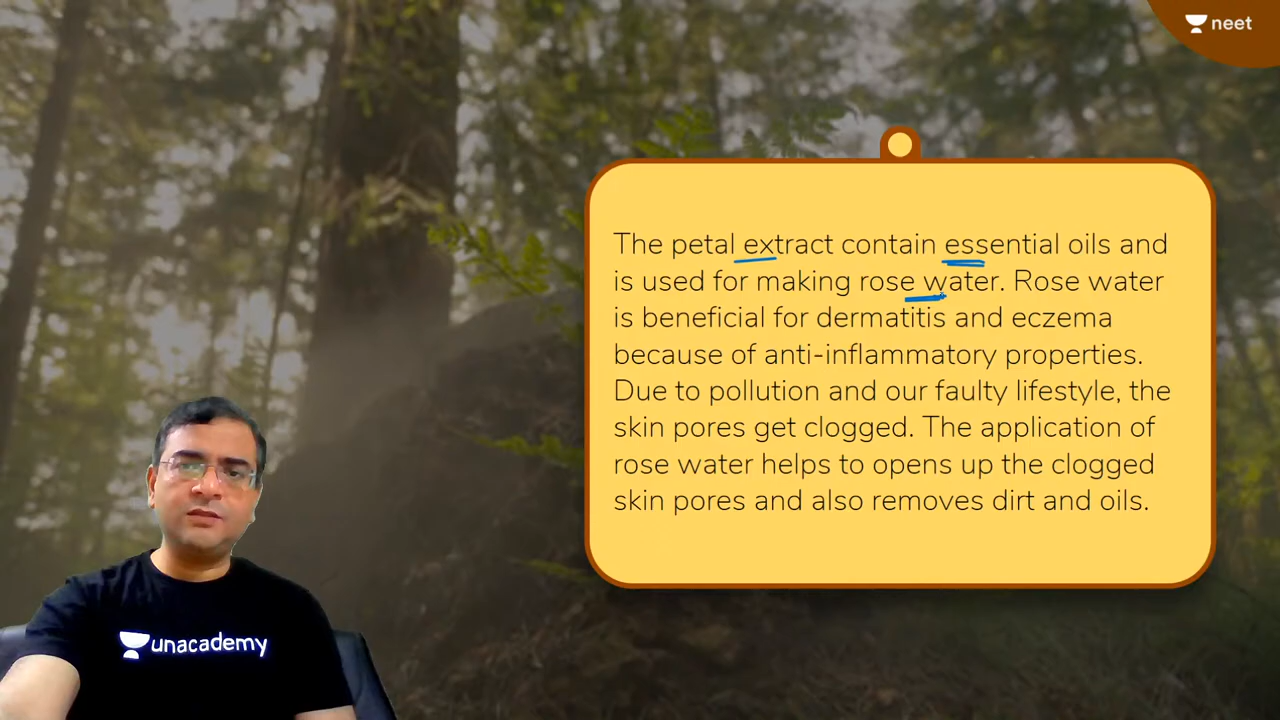 neet
The petal extract contain essential oils and
is used for making rose water. Rose water
is beneficial for dermatitis and eczema
because of anti-inflammatory properties.
Due to pollution and our faulty lifestyle, the
skin pores get clogged. The application of
rose water helps to opens up the clogged
skin pores and also removes dirt and oils.
unacademy